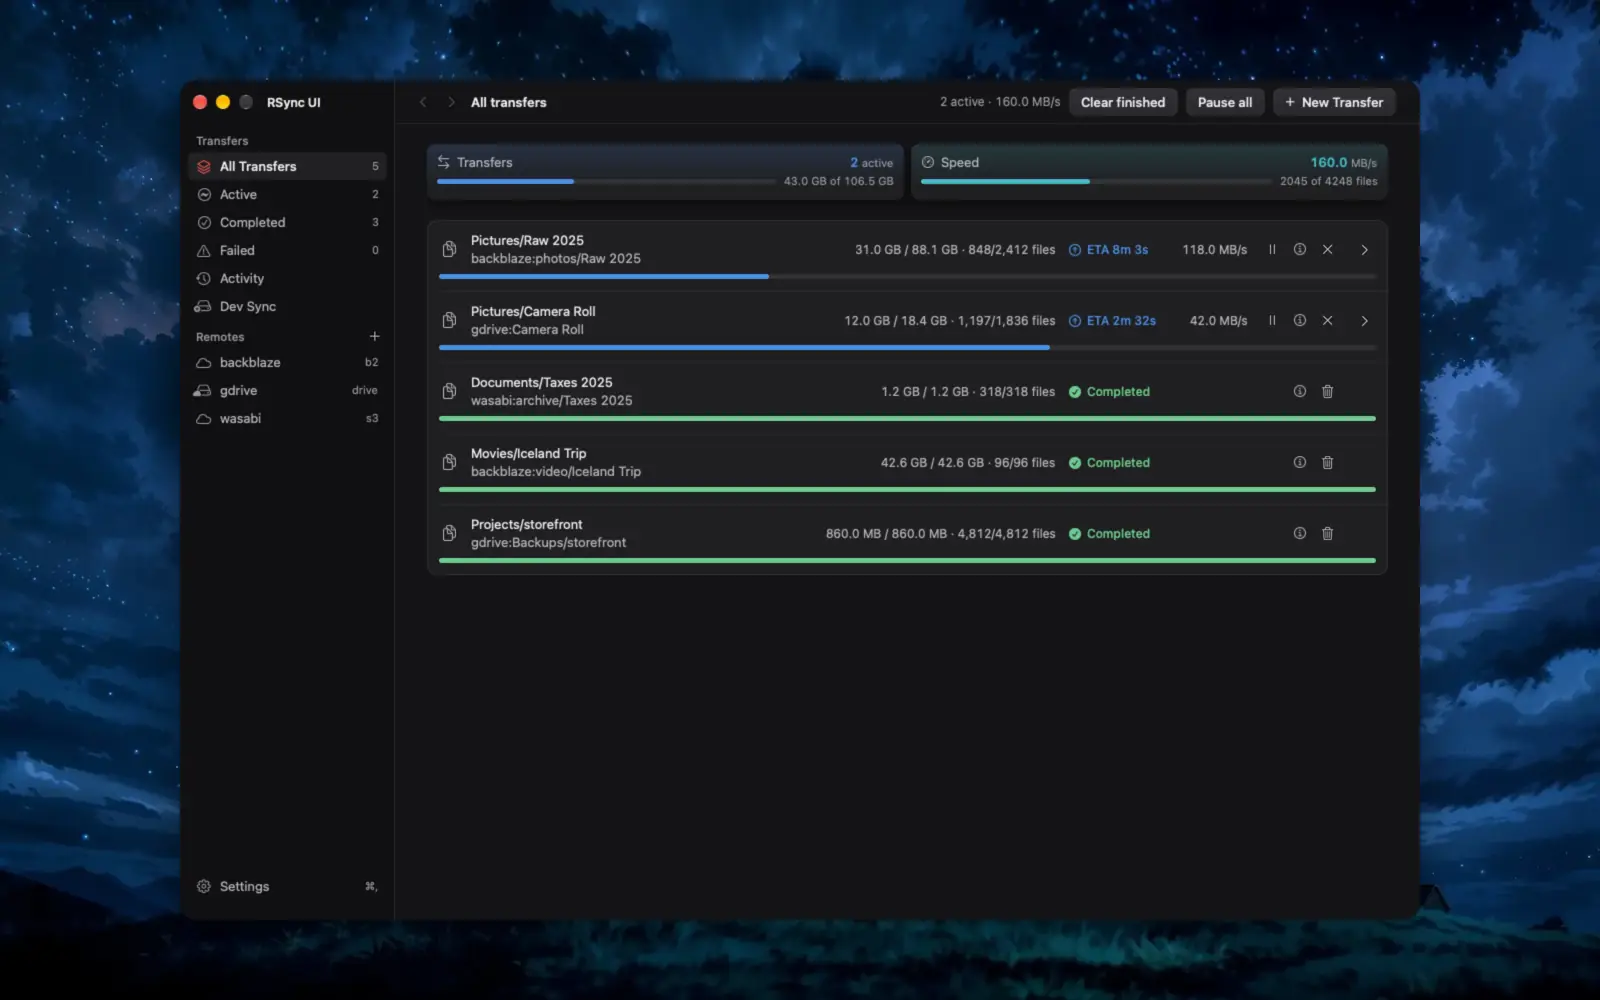 RSync UI
Transfers
All Transfers 5
Active 2
Completed 3
Failed 0
Activity
Dev Sync
Remotes +
backblaze b2
gdrive drive
wasabi s3
Settings ⌘,
All transfers
2 active · 160.0 MB/s
Clear finished
Pause all
+ New Transfer
Transfers 2 active
43.0 GB of 106.5 GB
Speed 160.0 MB/s
2045 of 4248 files
Pictures/Raw 2025
backblaze:photos/Raw 2025
31.0 GB / 88.1 GB · 848/2,412 files ETA 8m 3s 118.0 MB/s
Pictures/Camera Roll
gdrive:Camera Roll
12.0 GB / 18.4 GB · 1,197/1,836 files ETA 2m 32s 42.0 MB/s
Documents/Taxes 2025
wasabi:archive/Taxes 2025
1.2 GB / 1.2 GB · 318/318 files Completed
Movies/Iceland Trip
backblaze:video/Iceland Trip
42.6 GB / 42.6 GB · 96/96 files Completed
Projects/storefront
gdrive:Backups/storefront
860.0 MB / 860.0 MB · 4,812/4,812 files Completed